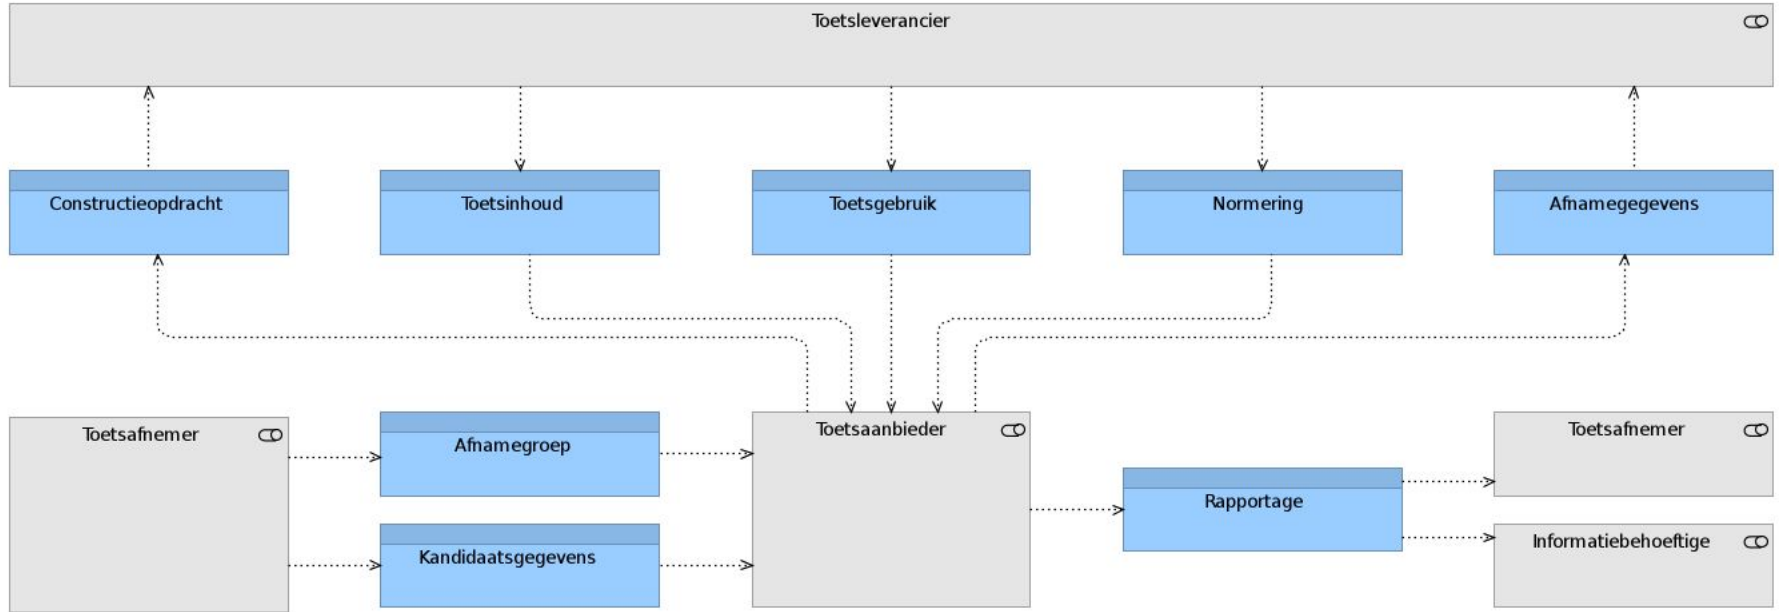 Toetsleverancier
Constructieopdracht
Toetsinhoud
Toetsgebruik
Normering
Afnamegegevens
Toetsafnemer
Afnamegroep
Toetsaanbieder
Toetsafnemer
Rapportage
Kandidaatsgegevens
Informatiebehoeftige